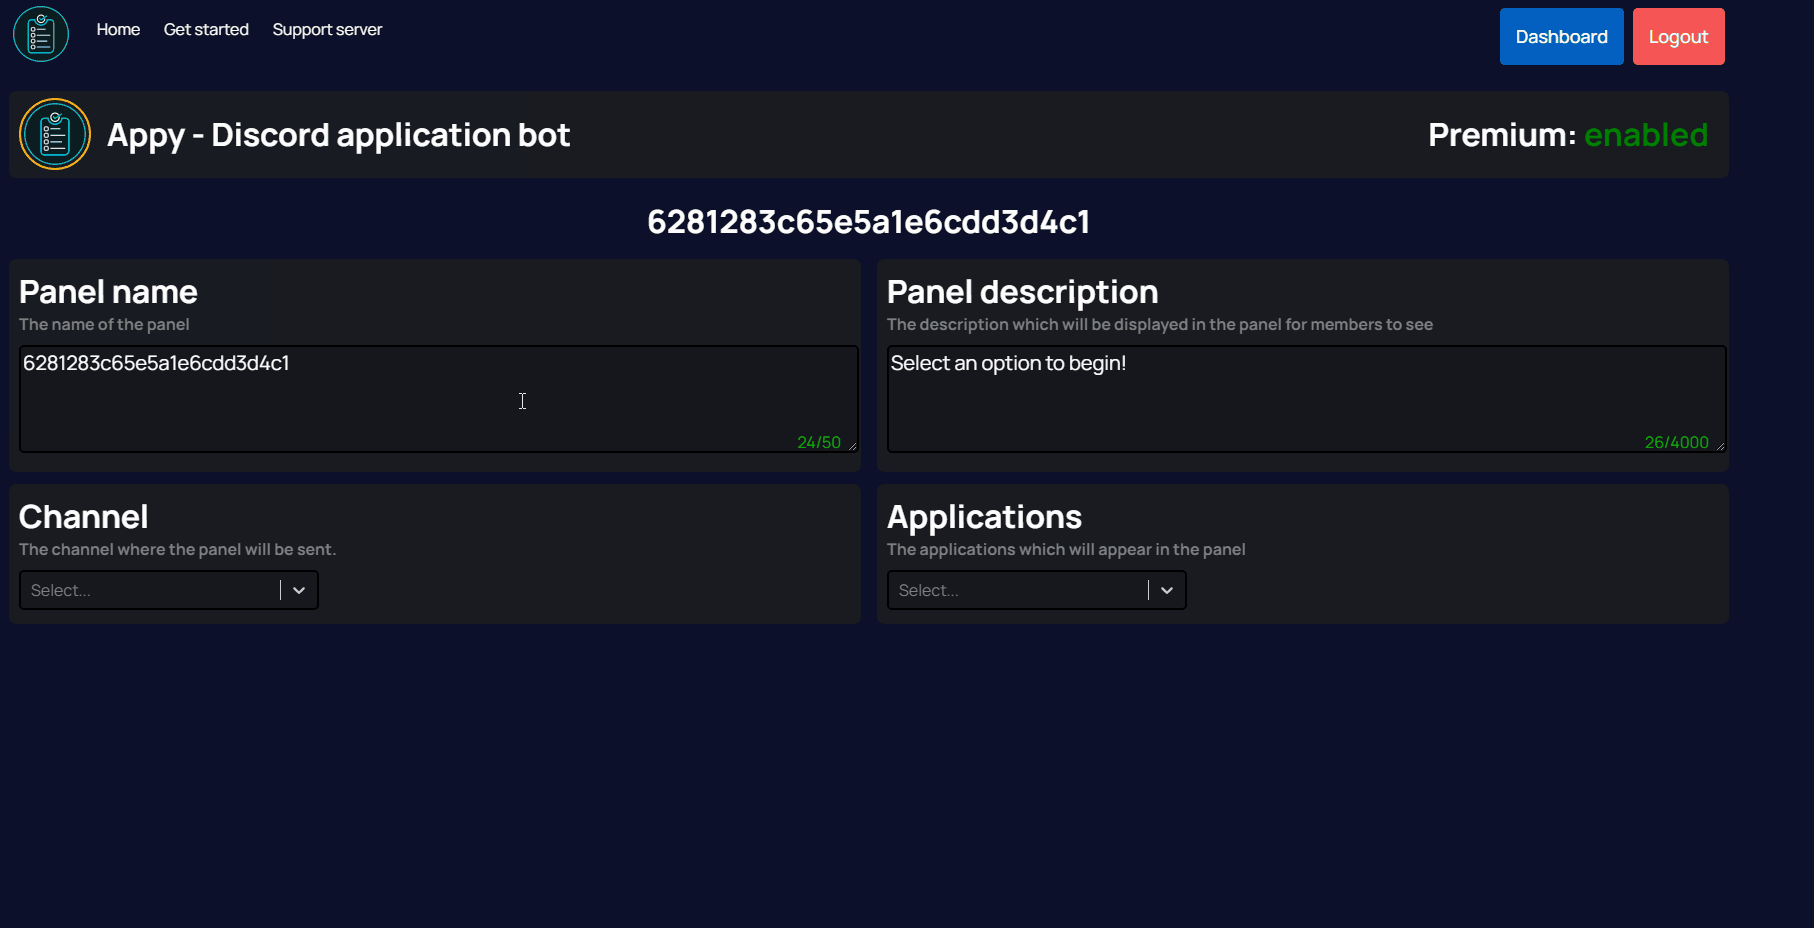 Home Get started Support server Dashboard Logout
Appy - Discord application bot Premium: enabled
6281283c65e5a1e6cdd3d4c1
Panel name
The name of the panel
6281283c65e5a1e6cdd3d4c1
24/50
Panel description
The description which will be displayed in the panel for members to see
Select an option to begin!
26/4000
Channel
The channel where the panel will be sent.
Select...
Applications
The applications which will appear in the panel
Select...